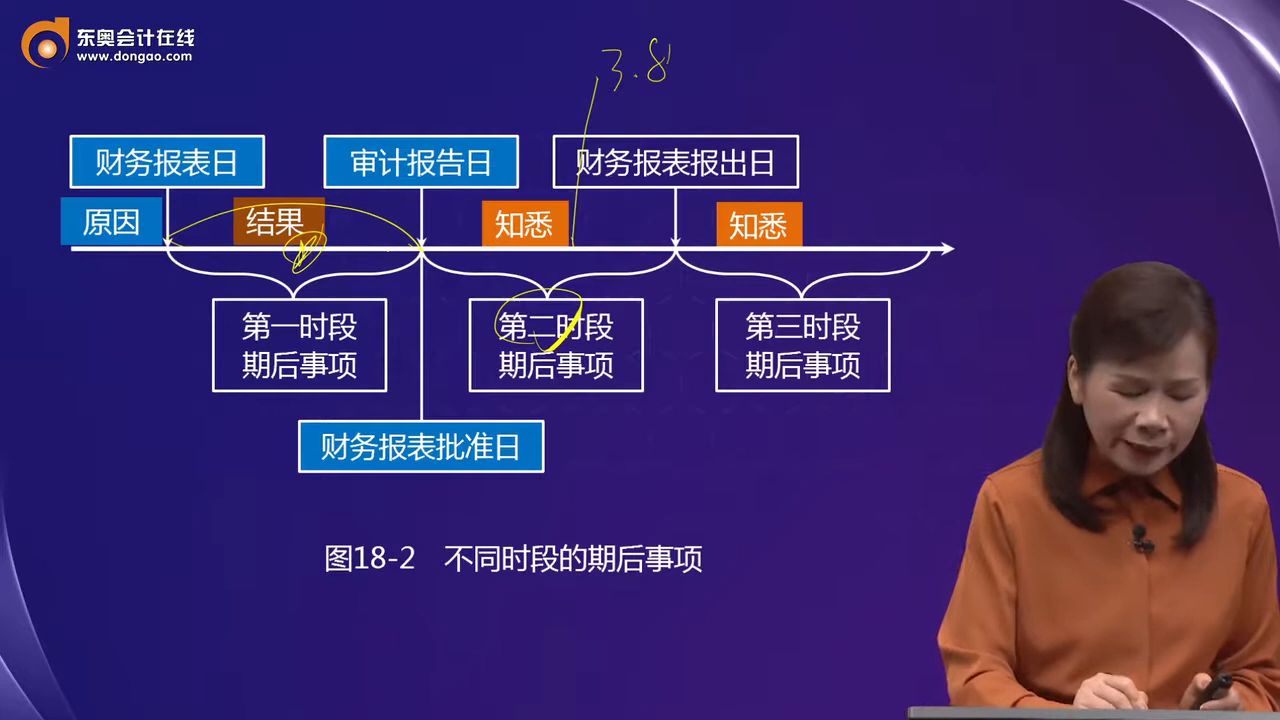 东奥会计在线
www.dongao.com
3.8
财务报表日
审计报告日
财务报表报出日
原因
结果
知悉
知悉
第一时段
期后事项
第二时段
期后事项
第三时段
期后事项
财务报表批准日
图18-2 不同时段的期后事项